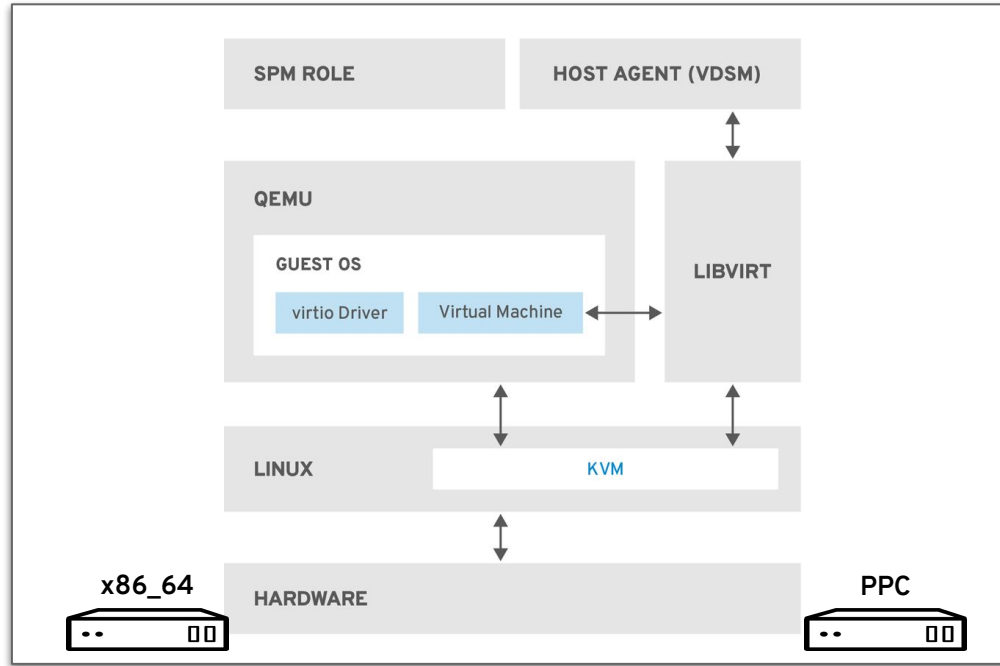 SPM ROLE
HOST AGENT (VDSM)
QEMU
GUEST OS
virtio Driver
Virtual Machine
LIBVIRT
LINUX
KVM
x86_64
HARDWARE
PPC